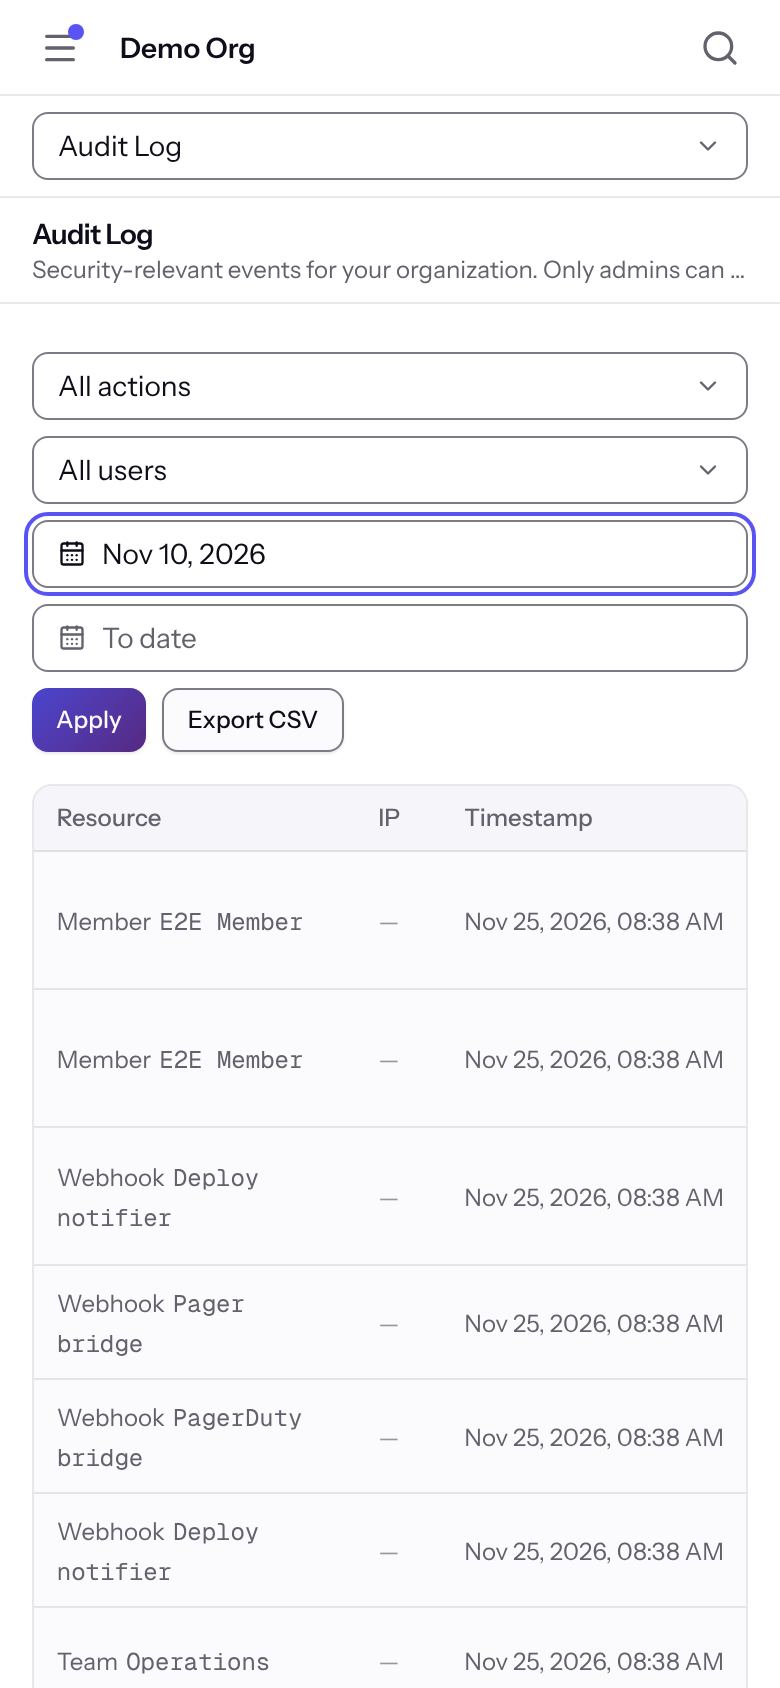 Demo Org
Audit Log
Audit Log
Security-relevant events for your organization. Only admins can ...
All actions
All users
Nov 10, 2026
To date
Apply Export CSV
Resource IP Timestamp
Member E2E Member — Nov 25, 2026, 08:38 AM
Member E2E Member — Nov 25, 2026, 08:38 AM
Webhook Deploy
notifier — Nov 25, 2026, 08:38 AM
Webhook Pager
bridge — Nov 25, 2026, 08:38 AM
Webhook PagerDuty
bridge — Nov 25, 2026, 08:38 AM
Webhook Deploy
notifier — Nov 25, 2026, 08:38 AM
Team Operations — Nov 25, 2026, 08:38 AM